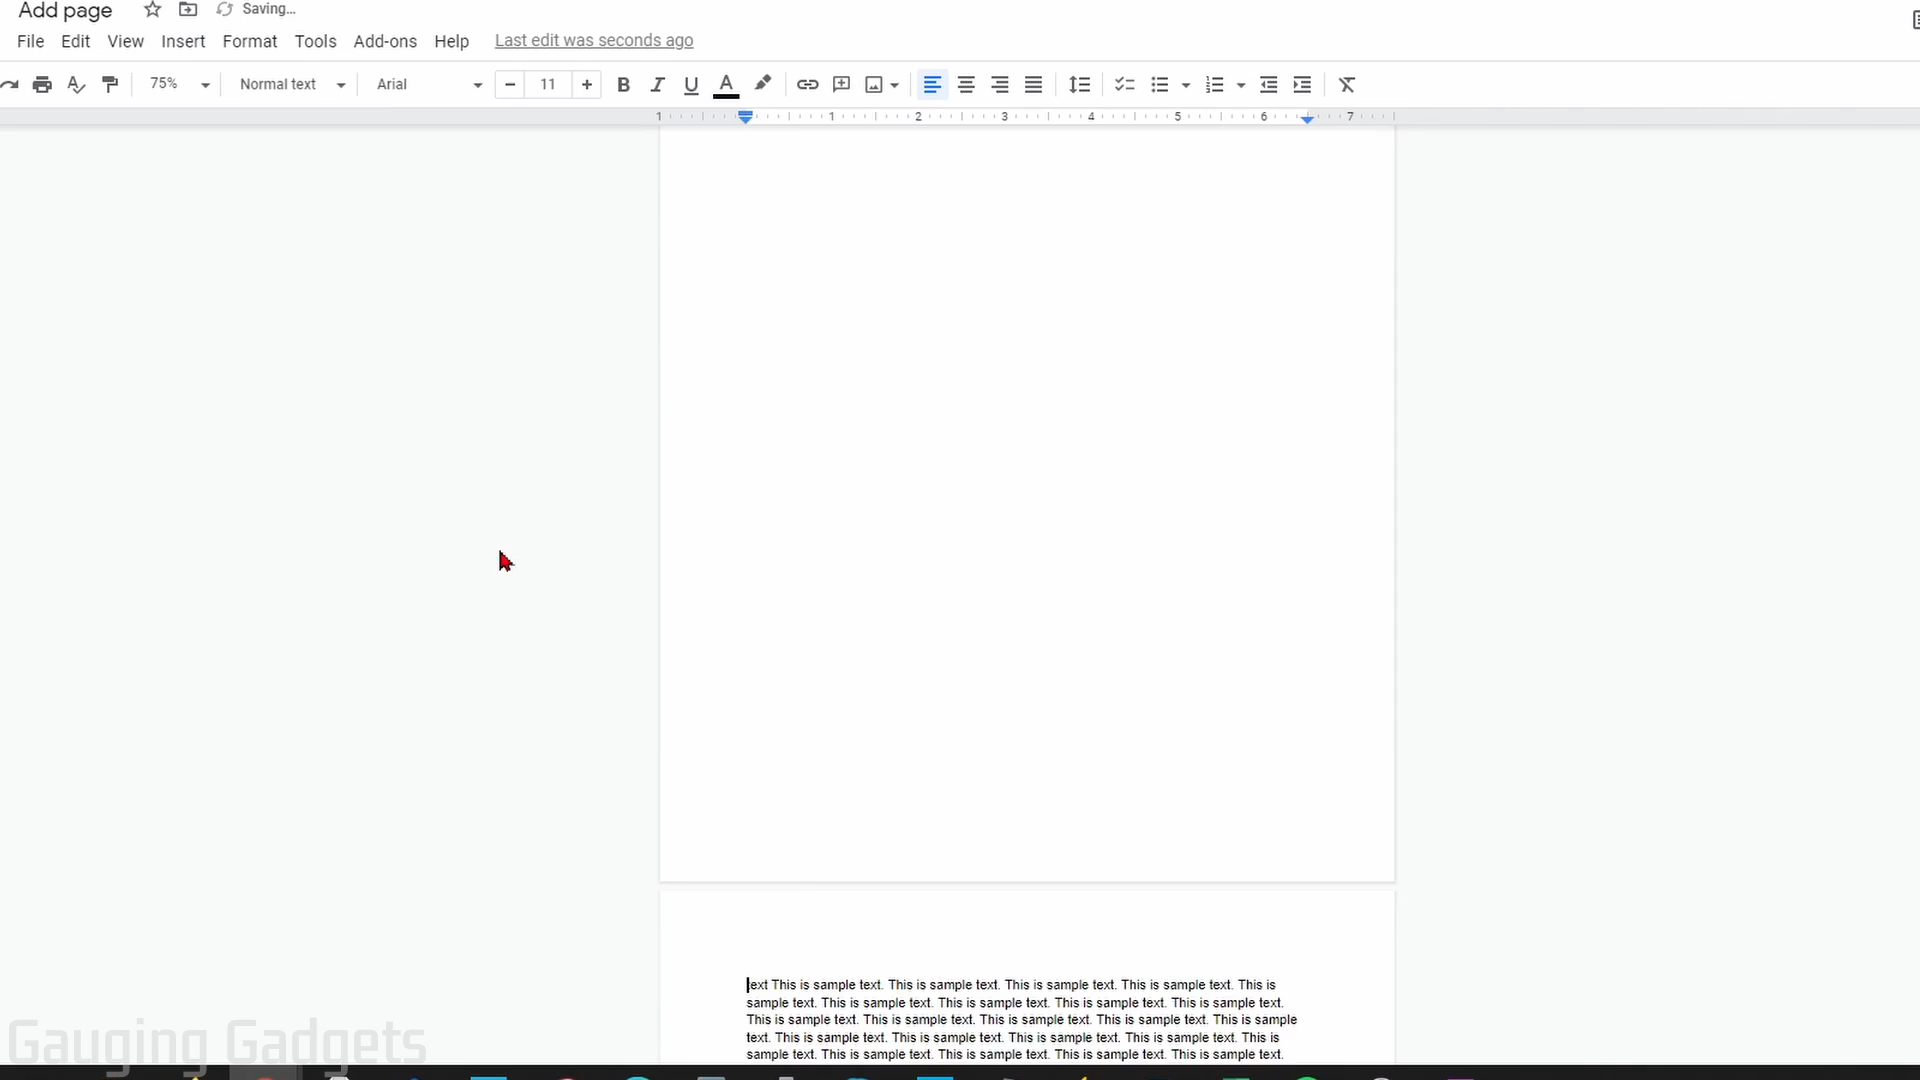 Add page Saving...
File Edit View Insert Format Tools Add-ons Help Last edit was seconds ago
75% Normal text Arial 11 B I U A
1 1 2 3 4 5 6 7
text This is sample text. This is sample text. This is sample text. This is sample text. This is
sample text. This is sample text. This is sample text. This is sample text. This is sample text.
This is sample text. This is sample text. This is sample text. This is sample text. This is sample
text. This is sample text. This is sample text. This is sample text. This is sample text. This is
sample text. This is sample text. This is sample text. This is sample text. This is sample text.
Gauging Gadgets